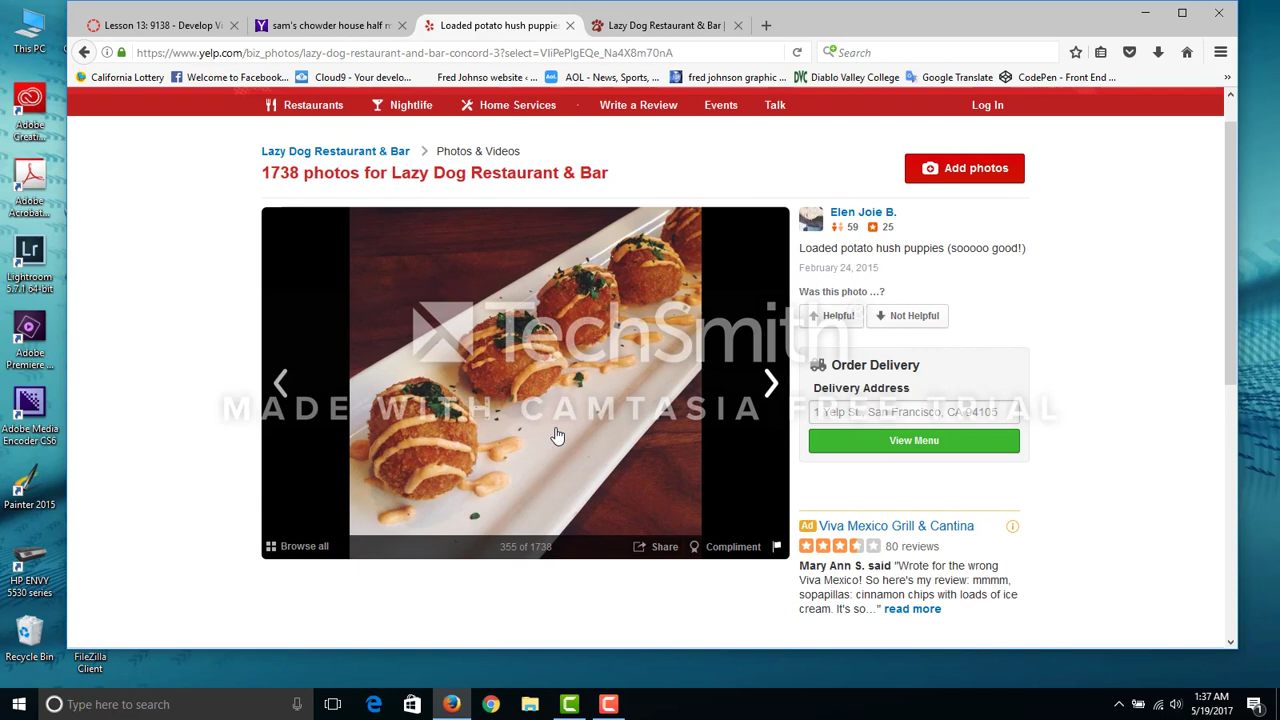 This PC
Lesson 13: 9138 - Develop Vi
sam's chowder house half m
Loaded potato hush puppies
Lazy Dog Restaurant & Bar |
https://www.yelp.com/biz_photos/lazy-dog-restaurant-and-bar-concord-3?select=VIiPePlgEQe_Na4X8m70nA
Search
California Lottery
Welcome to Facebook...
Cloud9 - Your develo...
Fred Johnso website ‹ ...
AOL - News, Sports, ...
fred johnson graphic ...
Diablo Valley College
Google Translate
CodePen - Front End ...
Restaurants
Nightlife
Home Services
Write a Review
Events
Talk
Log In
Adobe
Creati...
Lazy Dog Restaurant & Bar
Photos & Videos
1738 photos for Lazy Dog Restaurant & Bar
Add photos
Adobe
Acrobat...
Elen Joie B.
59 25
Loaded potato hush puppies (sooooo good!)
February 24, 2015
Was this photo ...?
Helpful
Not Helpful
Lr
Lightroom
5.7.1 64-bit
TechSmith
MADE WITH CAMTASIA FREE TRIAL
Order Delivery
Delivery Address
1 Yelp St, San Francisco, CA 94105
View Menu
Adobe
Premiere ...
Adobe Media
Encoder CS6
Painter 2015
Browse all
355 of 1738
Share
Compliment
Ad Viva Mexico Grill & Cantina
80 reviews
Mary Ann S. said "Wrote for the wrong
Viva Mexico! So here's my review: mmmm,
sopapillas: cinnamon chips with loads of ice
cream. It's so…" read more
HP ENVY
5530 series
Recycle Bin
FileZilla
Client
Type here to search
1:37 AM
5/19/2017
1